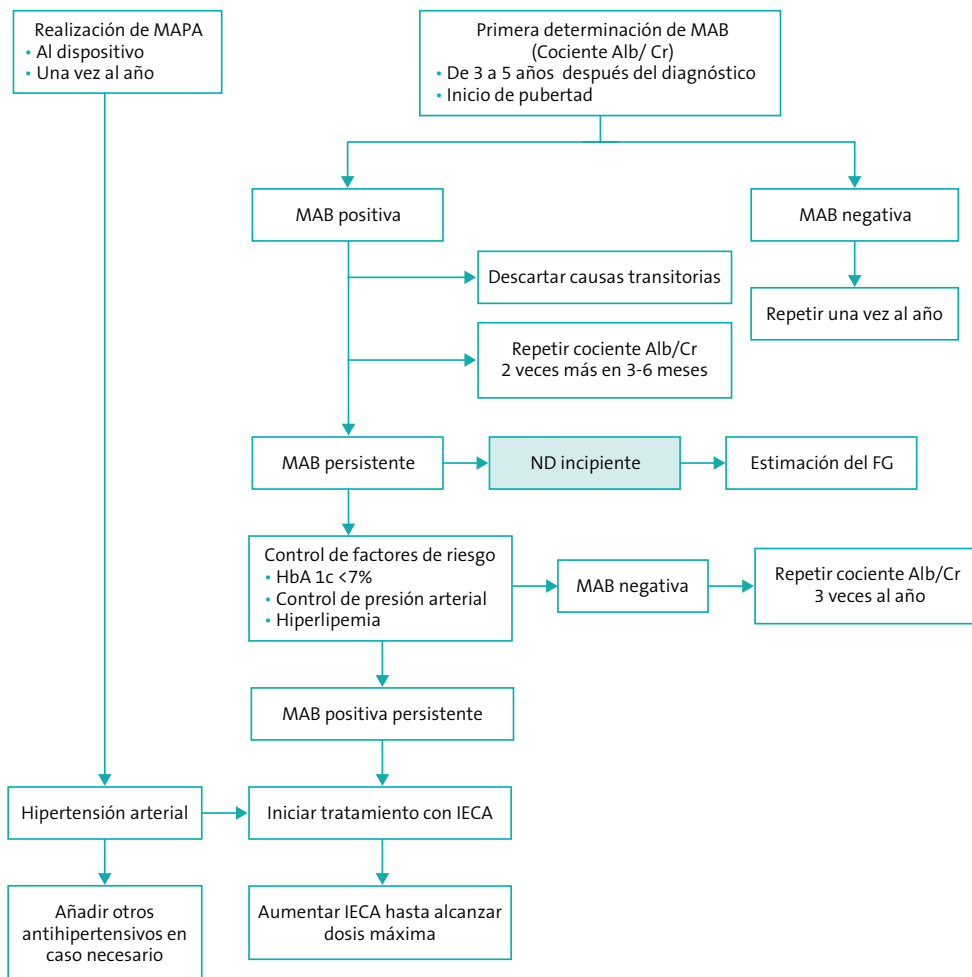 Realización de MAPA
• Al dispositivo
• Una vez al año
Primera determinación de MAB
(Cociente Alb/ Cr)
• De 3 a 5 años después del diagnóstico
• Inicio de pubertad
MAB positiva
MAB negativa
Descartar causas transitorias
Repetir una vez al año
Repetir cociente Alb/Cr
2 veces más en 3-6 meses
MAB persistente
ND incipiente
Estimación del FG
Control de factores de riesgo
• HbA 1c <7%
• Control de presión arterial
• Hiperlipemia
MAB negativa
Repetir cociente Alb/Cr
3 veces al año
MAB positiva persistente
Hipertensión arterial
Iniciar tratamiento con IECA
Añadir otros
antihipertensivos en
caso necesario
Aumentar IECA hasta alcanzar
dosis máxima